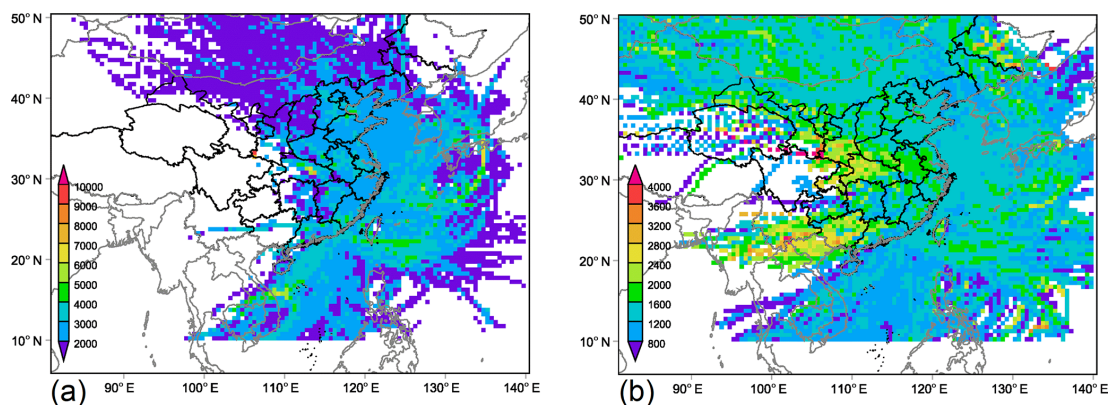 50° N
40° N
30° N
20° N
10° N
10000
9000
8000
7000
6000
5000
4000
3000
2000
90° E
100° E
110° E
120° E
130° E
140° E
(a)
50° N
40° N
30° N
20° N
10° N
4000
3600
3200
2800
2400
2000
1600
1200
800
90° E
100° E
110° E
120° E
130° E
140° E
(b)